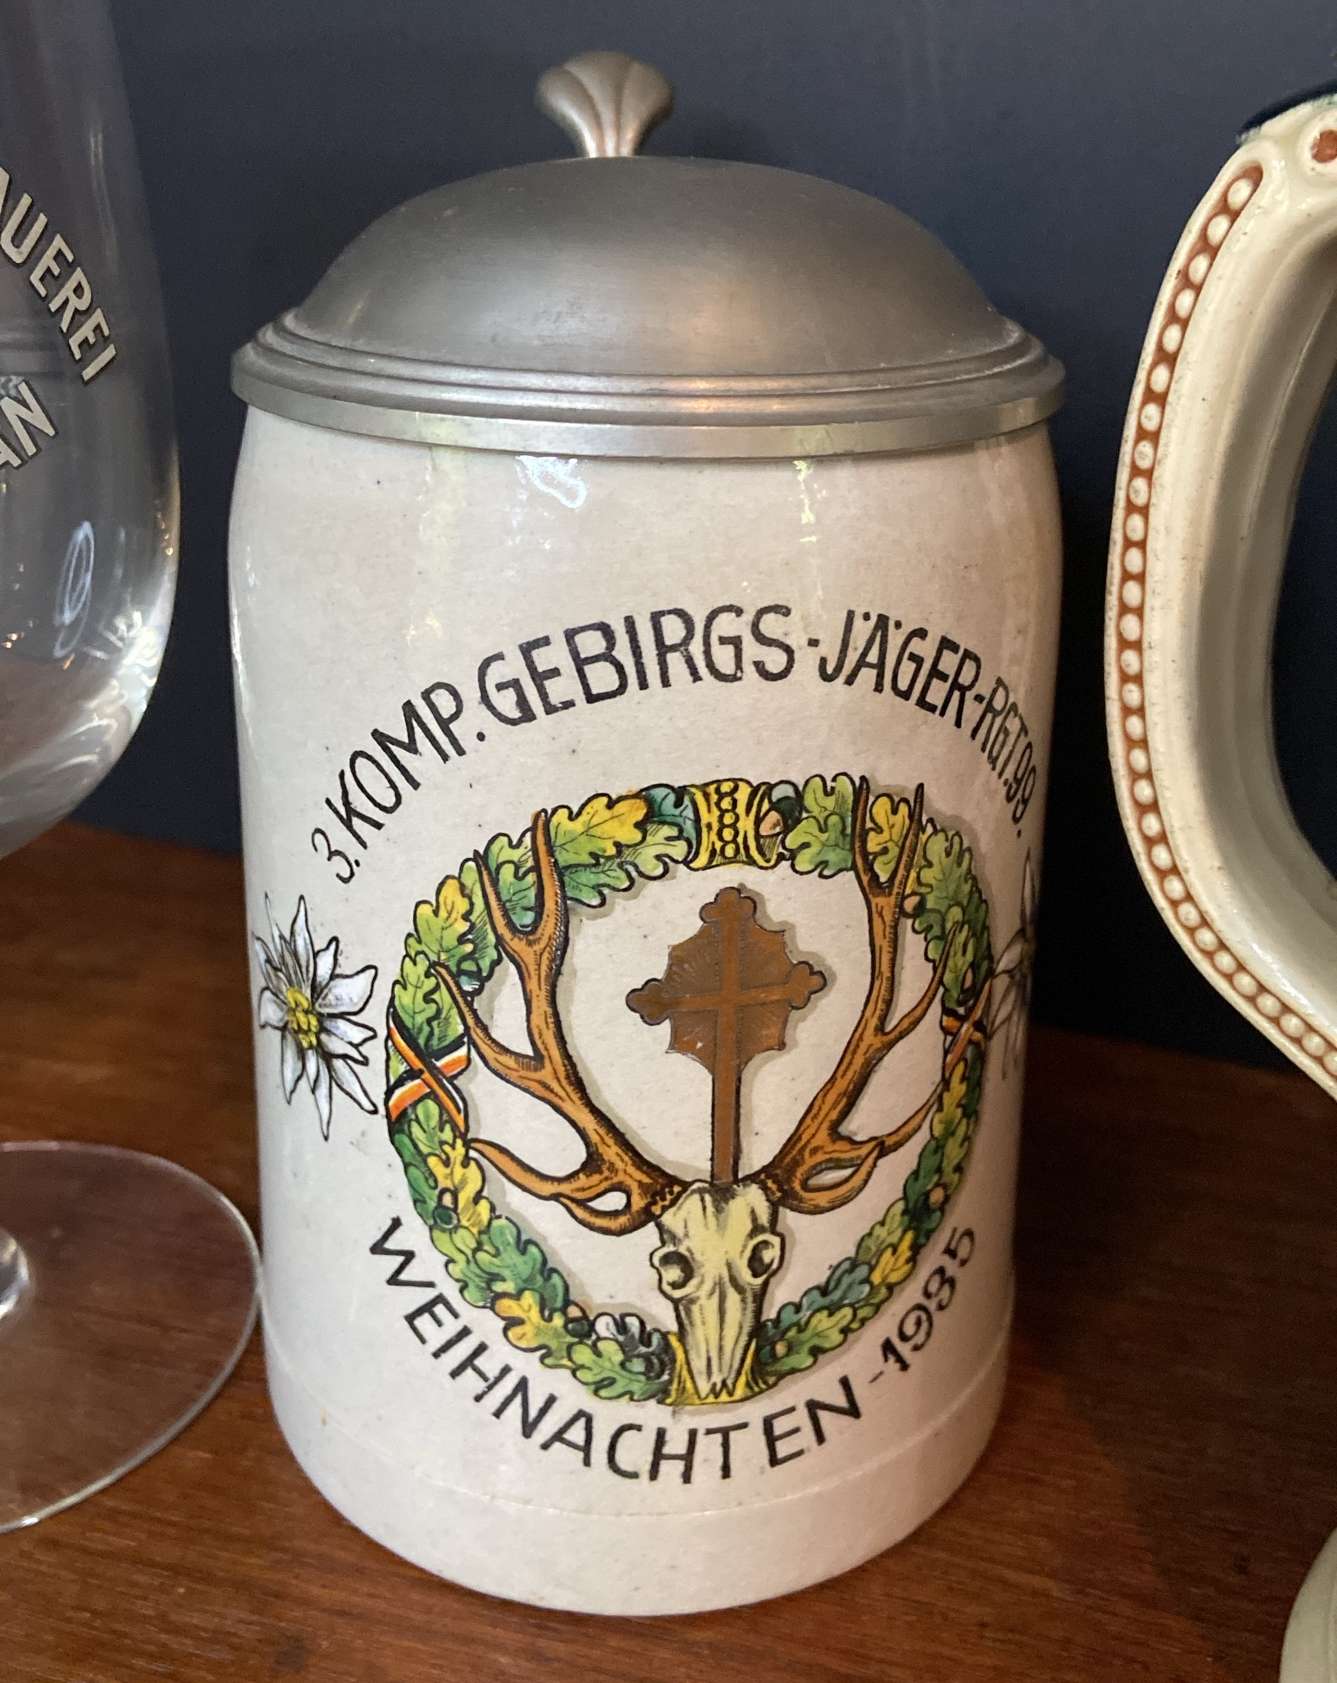 3. KOMP. GEBIRGS-JÄGER-RGT.99.
WEIHNACHTEN-1935